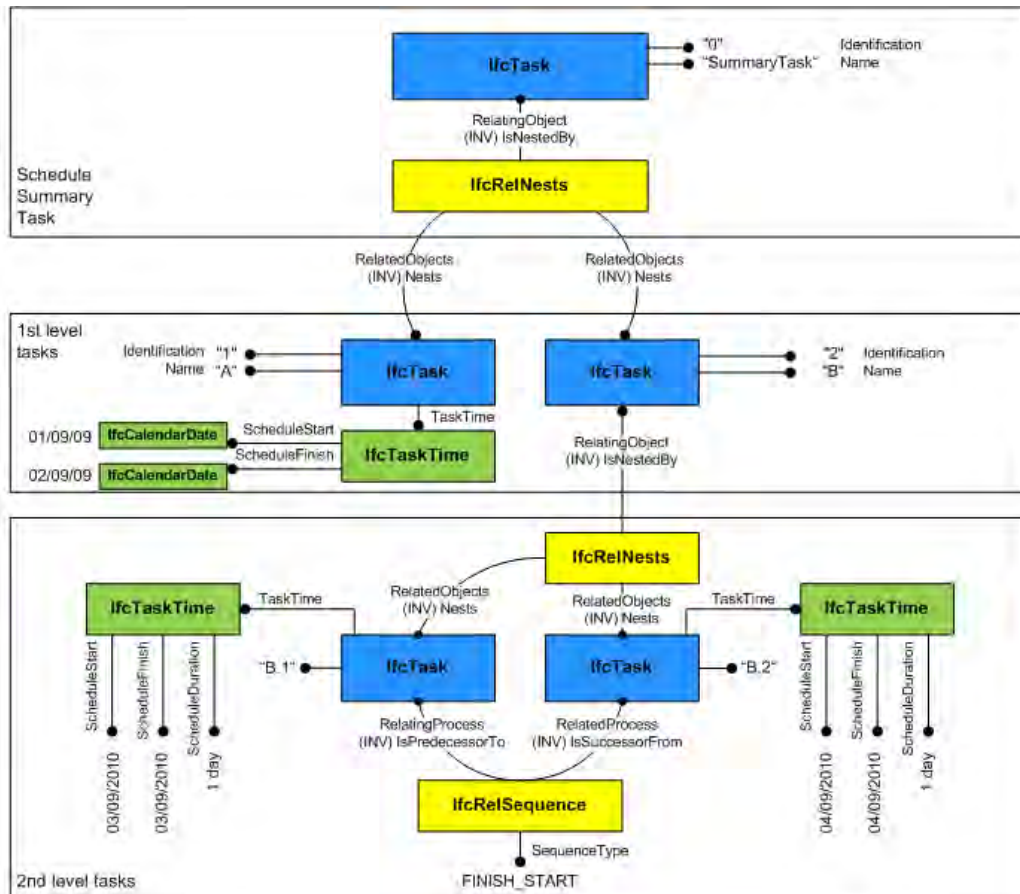 IfcTask
"0" Identification
"SummaryTask" Name
RelatingObject
(INV) IsNestedBy
IfcRelNests
Schedule
Summary
Task
RelatedObjects
(INV) Nests
RelatedObjects
(INV) Nests
1st level
tasks
Identification "1"
Name "A"
IfcTask
IfcTask
"2" Identification
"B" Name
TaskTime
01/09/09
IfcCalendarDate
ScheduleStart
ScheduleFinish
IfcTaskTime
02/09/09
IfcCalendarDate
RelatingObject
(INV) IsNestedBy
IfcRelNests
RelatedObjects
(INV) Nests
RelatedObjects
(INV) Nests
IfcTaskTime
TaskTime
TaskTime
IfcTaskTime
"B.1"
IfcTask
IfcTask
"B.2"
ScheduleStart
ScheduleFinish
ScheduleDuration
03/09/2010
03/09/2010
1 day
RelatingProcess
(INV) IsPredecessorTo
RelatedProcess
(INV) IsSuccessorFrom
ScheduleStart
ScheduleFinish
ScheduleDuration
04/09/2010
04/09/2010
1 day
IfcRelSequence
SequenceType
FINISH_START
2nd level tasks